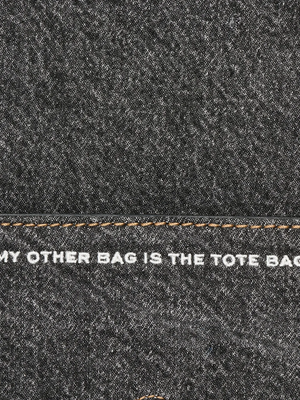 MY OTHER BAG IS THE TOTE BAG